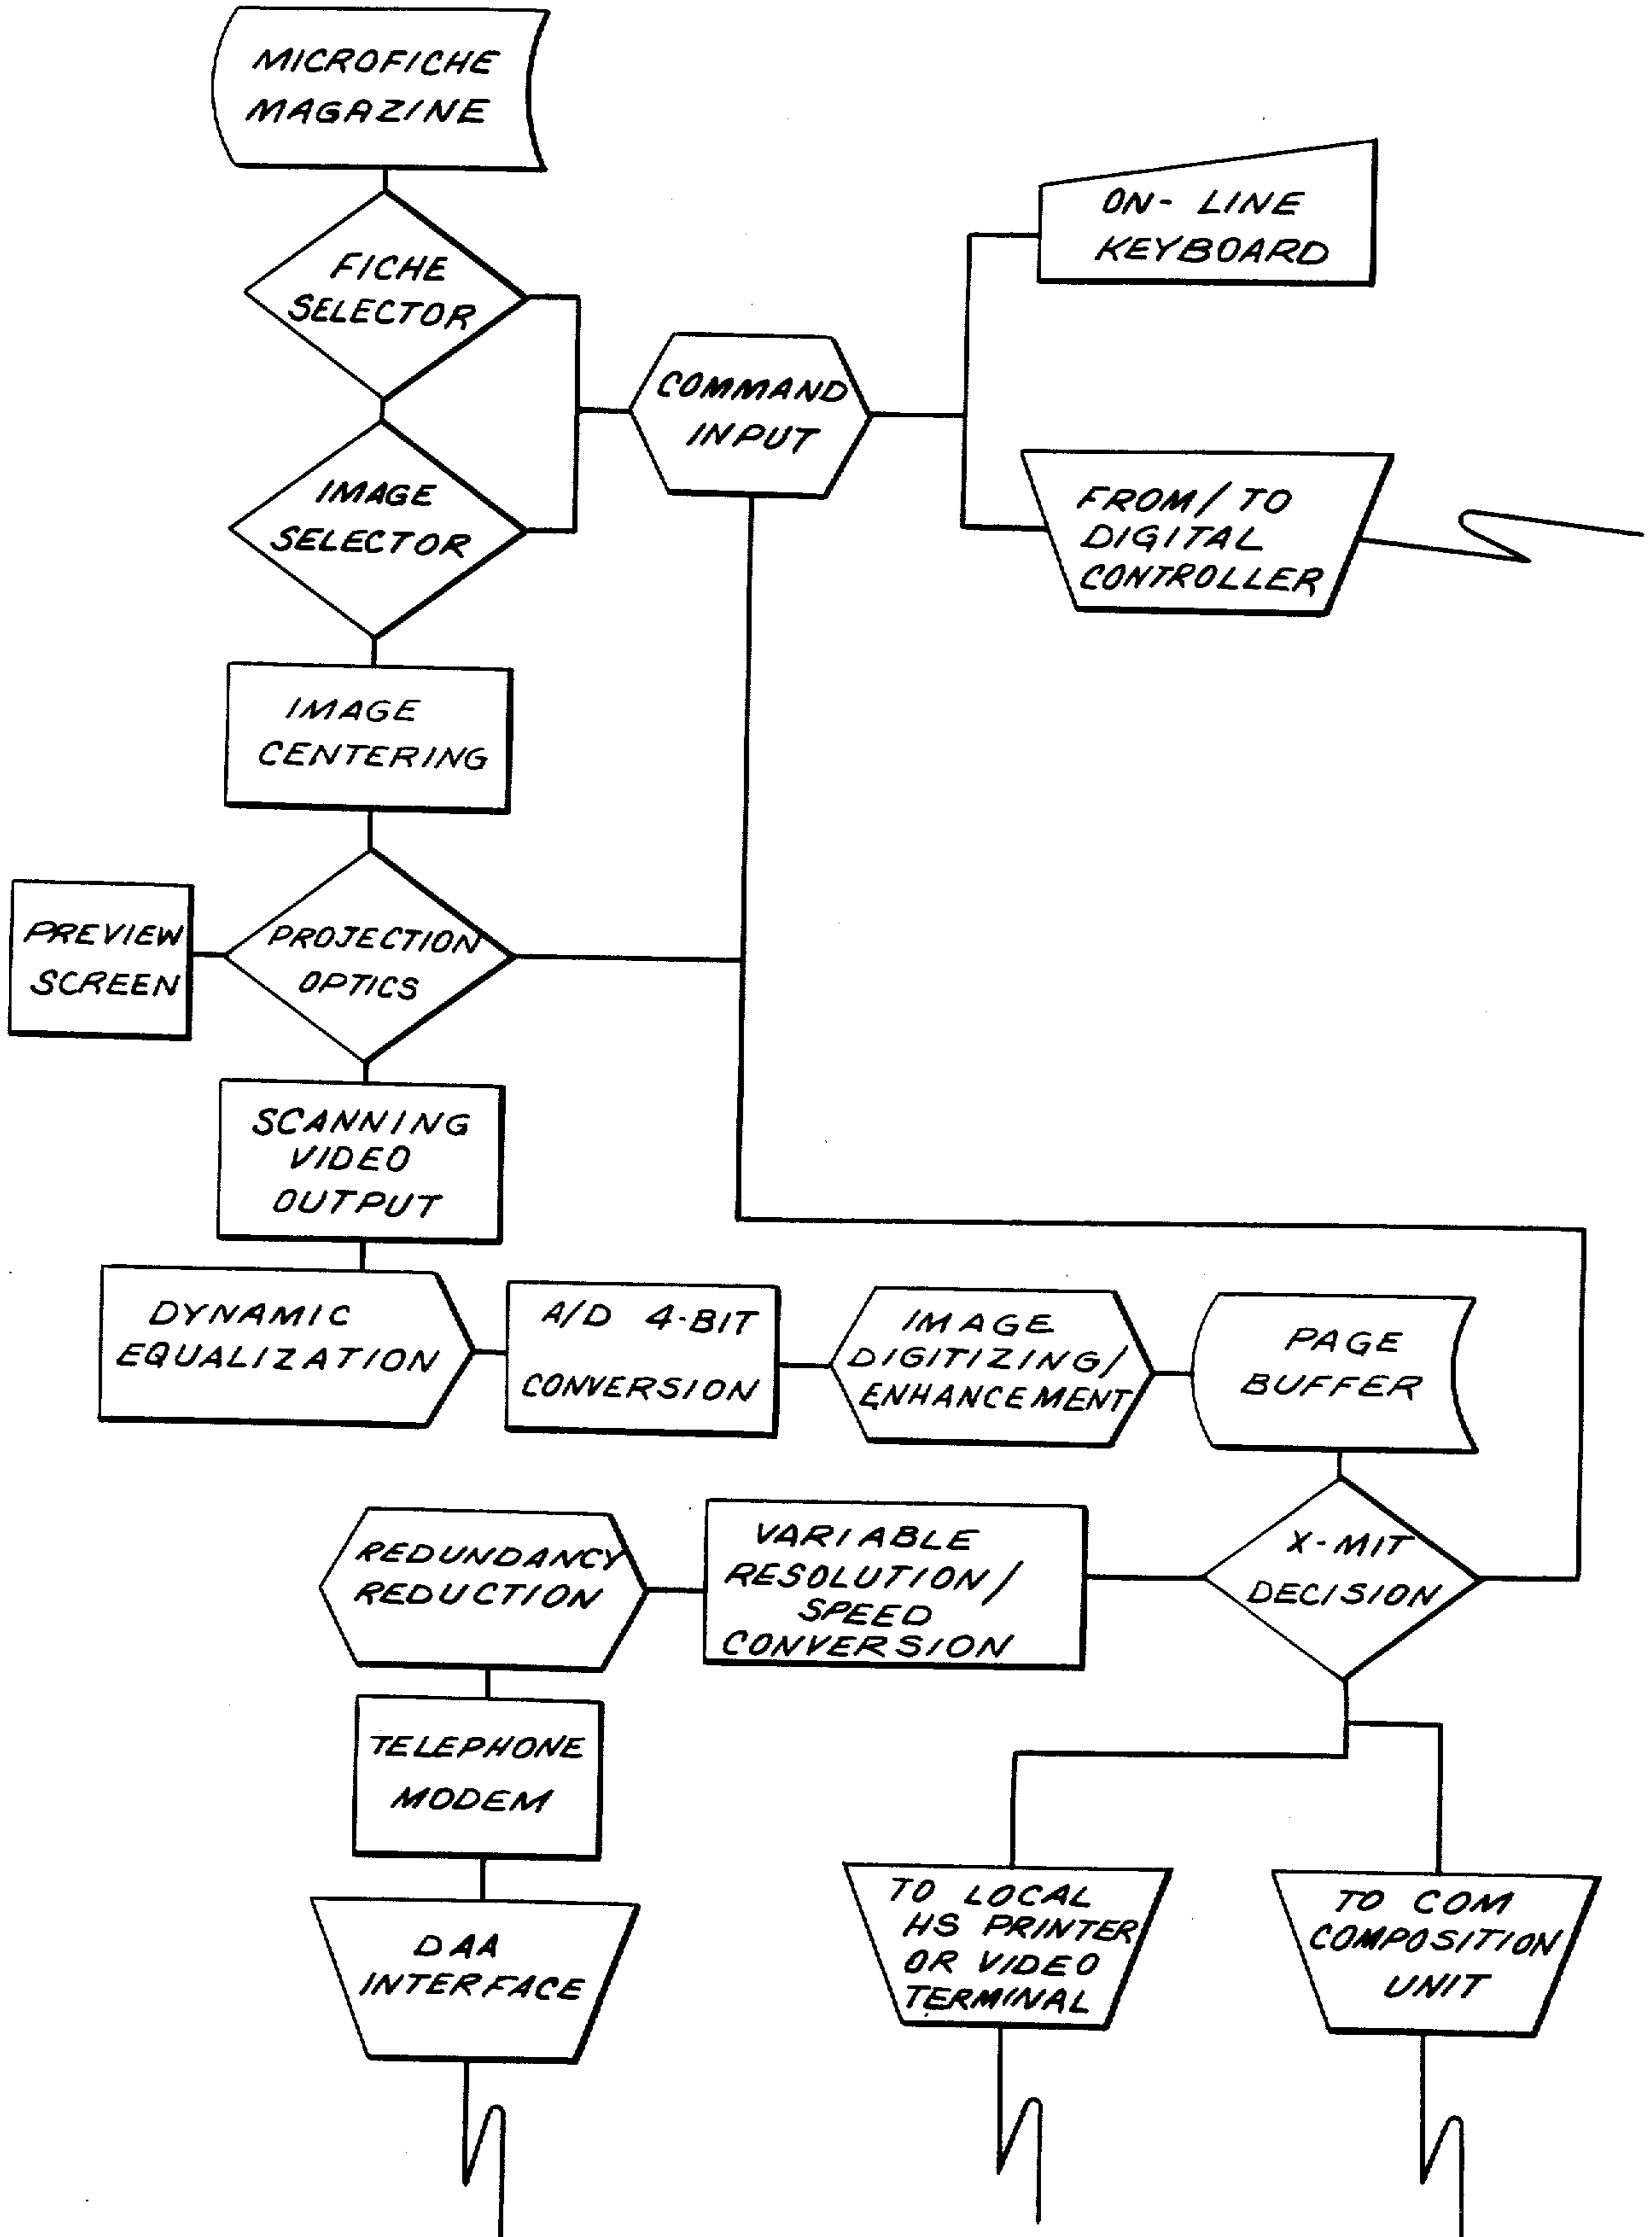 MICROFICHE
MAGAZINE
FICHE
SELECTOR
ON- LINE
KEYBOARD
COMMAND
INPUT
IMAGE
SELECTOR
FROM/TO
DIGITAL
CONTROLLER
IMAGE
CENTERING
PREVIEW
SCREEN
PROJECTION
OPTICS
SCANNING
VIDEO
OUTPUT
DYNAMIC
EQUALIZATION
A/D 4-BIT
CONVERSION
IMAGE
DIGITIZING/
ENHANCEMENT
PAGE
BUFFER
X-MIT
DECISION
VARIABLE
RESOLUTION/
SPEED
CONVERSION
REDUNDANCY
REDUCTION
TELEPHONE
MODEM
DAA
INTERFACE
TO LOCAL
HS PRINTER
OR VIDEO
TERMINAL
TO COM
COMPOSITION
UNIT